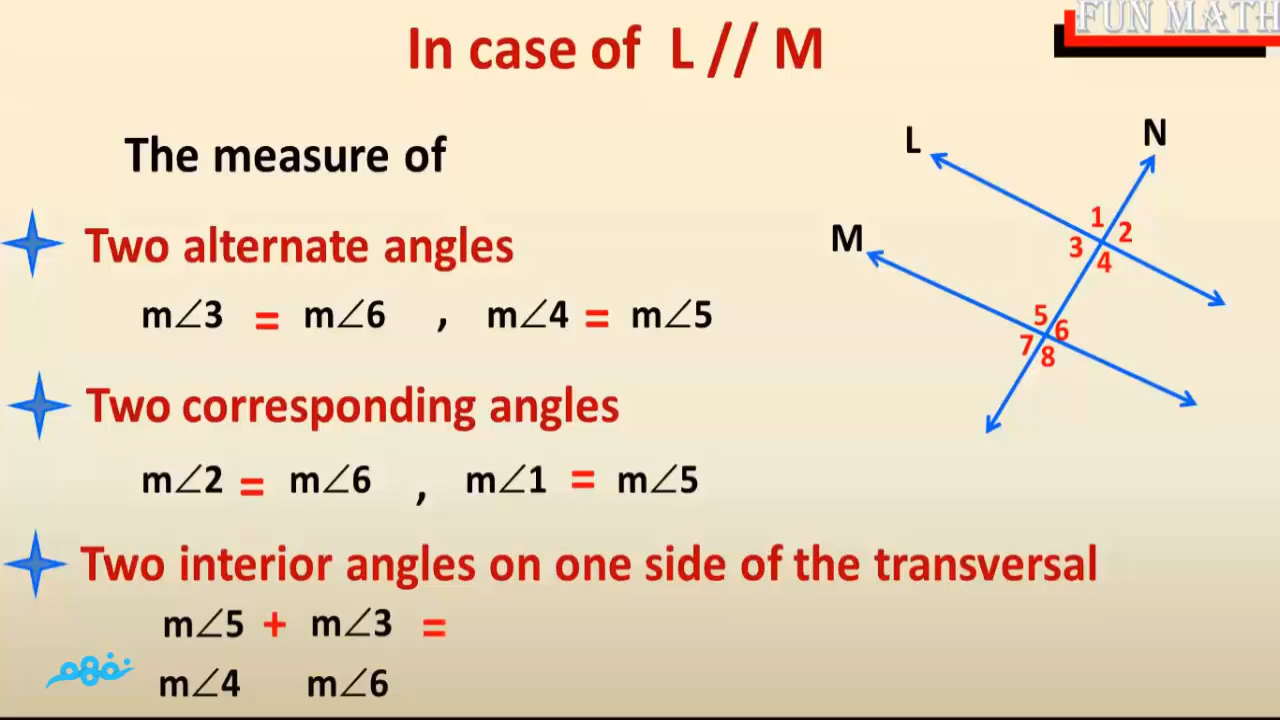 FUN MATH
In case of L // M
The measure of
Two alternate angles
m∠3 = m∠6 , m∠4 = m∠5
Two corresponding angles
m∠2 = m∠6 , m∠1 = m∠5
Two interior angles on one side of the transversal
m∠5 + m∠3 =
m∠4 m∠6
نفهم
L
N
M
1
2
3
4
5
6
7
8